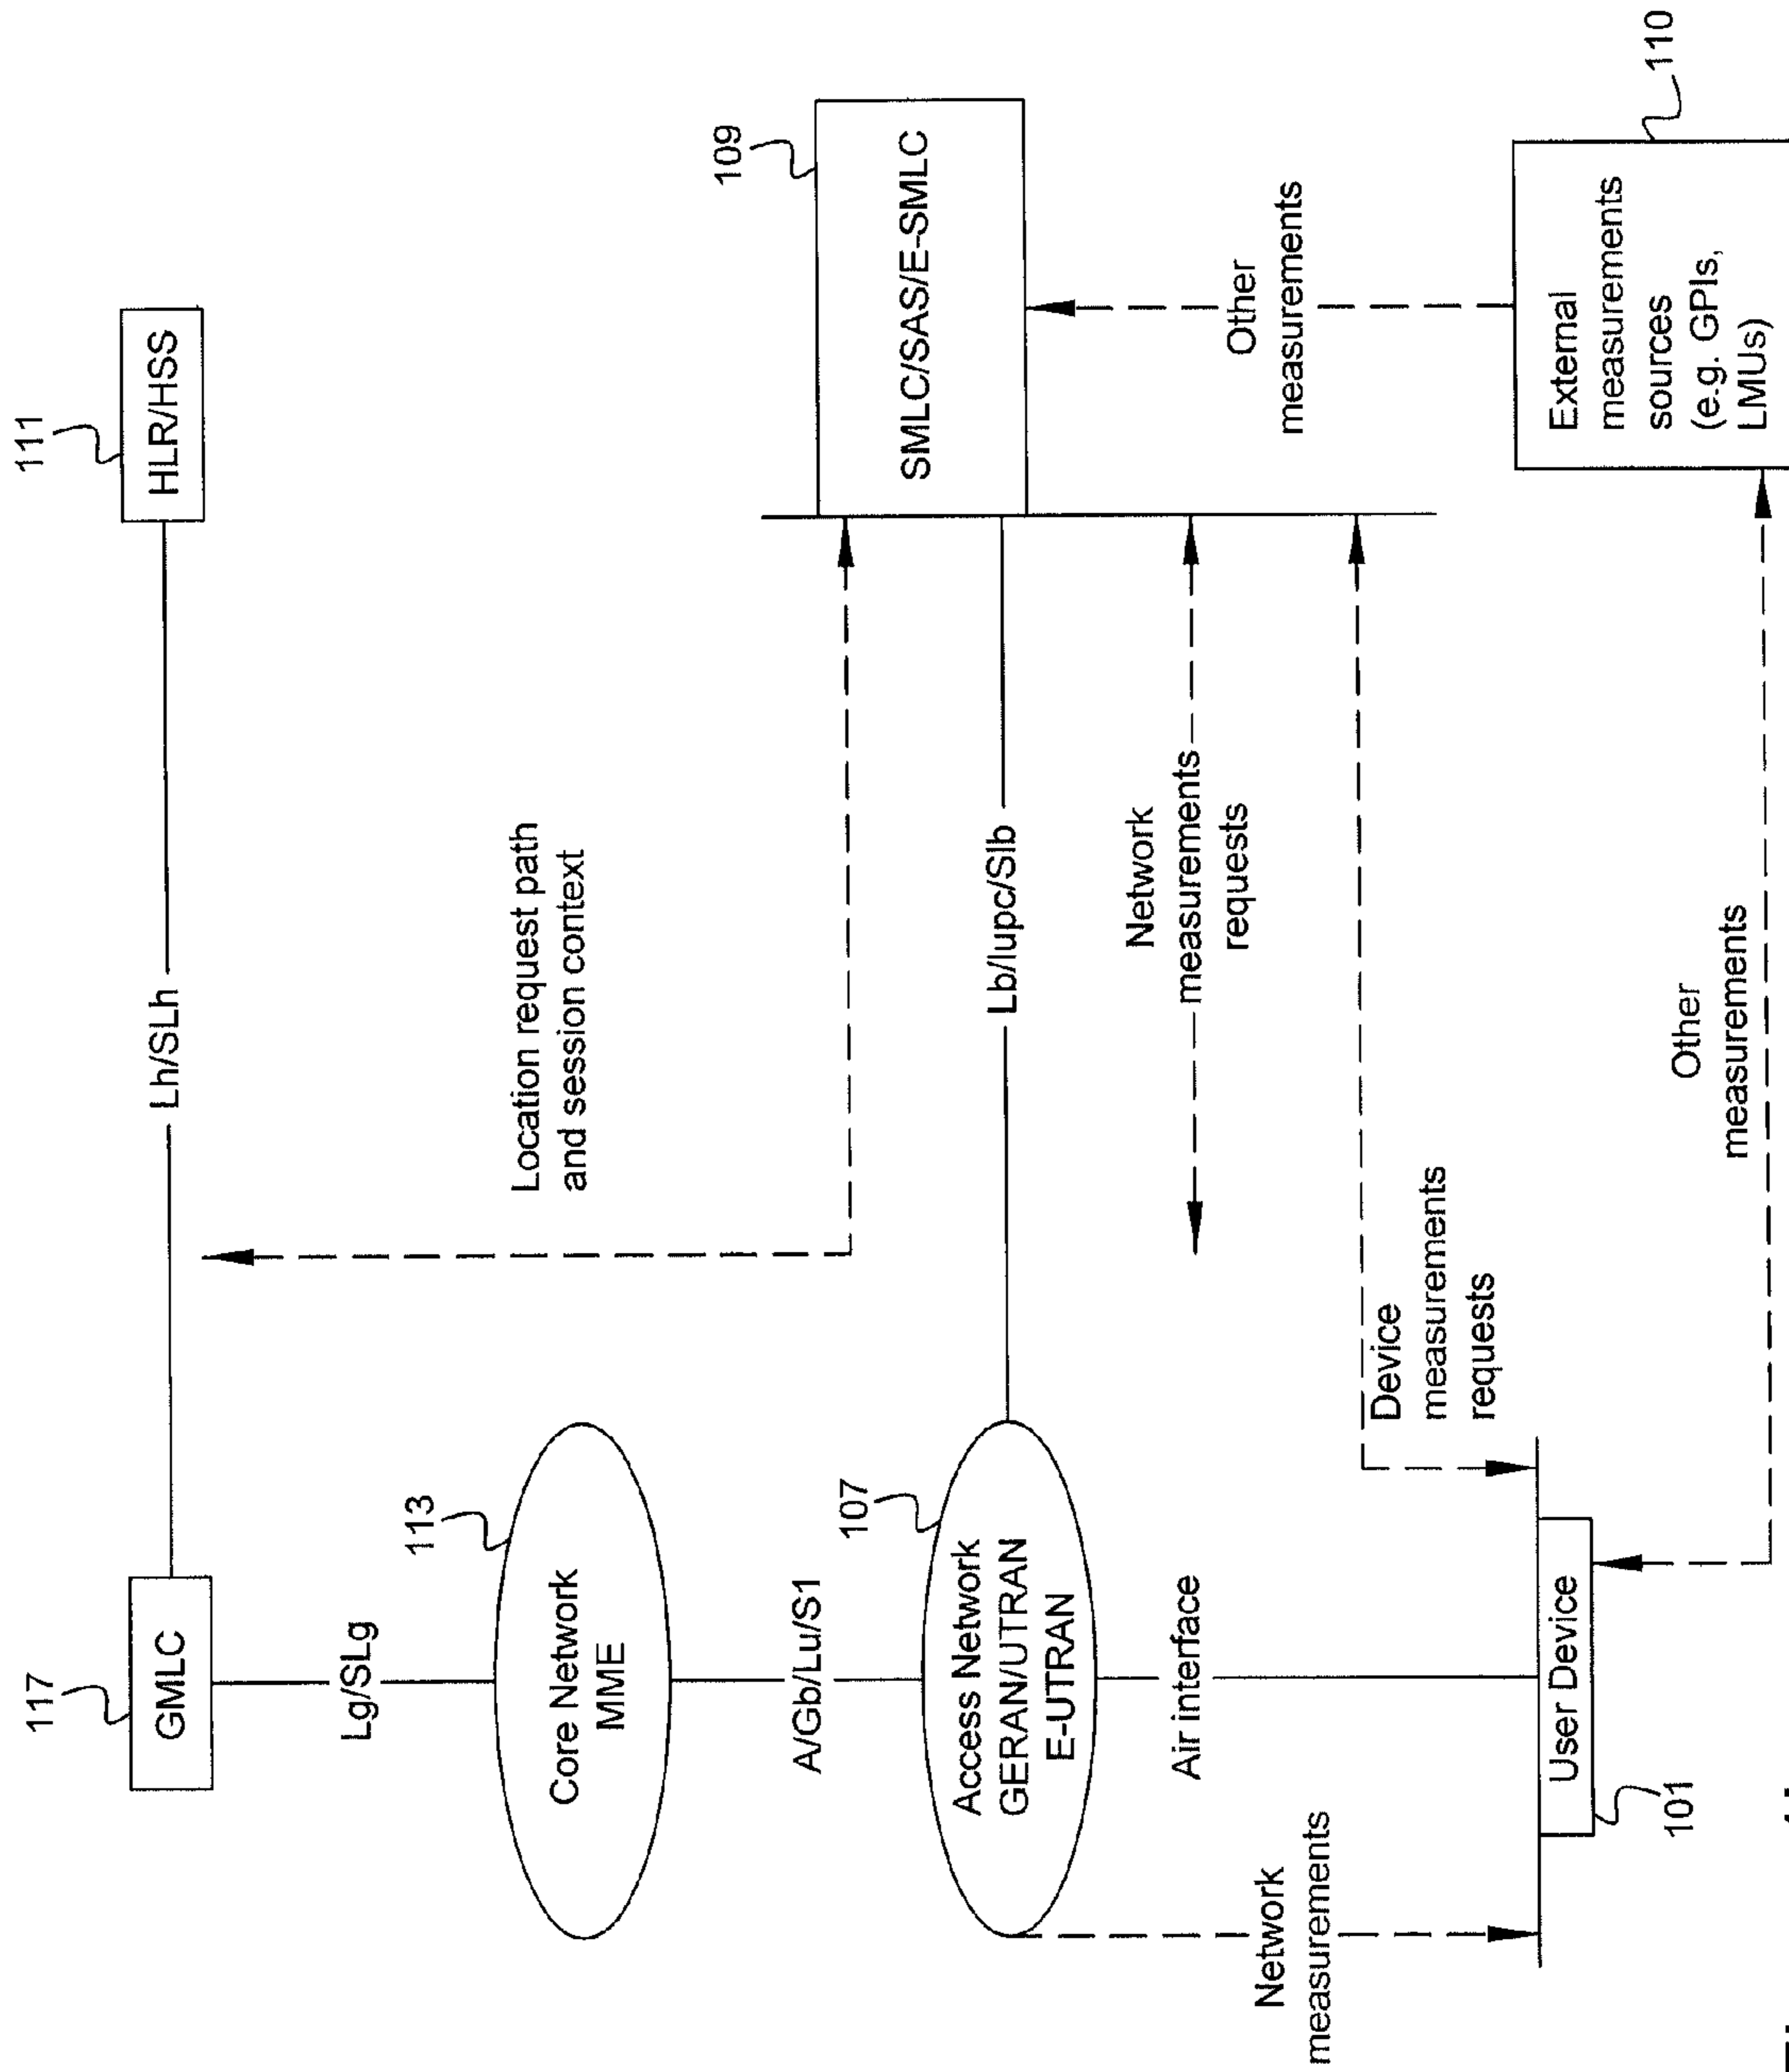 117
GMLC
Lh/SLh
111
HLR/HSS
Lg/SLg
113
Core Network
MME
Location request path
and session context
A/Gb/Lu/S1
107
Access Network
GERAN/UTRAN
E-UTRAN
Lb/Iupc/Slb
109
SMLC/SAS/E-SMLC
Network
measurements
requests
Air interface
Network
measurements
Device
measurements
requests
Other
measurements
User Device
101
Other
measurements
External
measurements
sources
(e.g. GPIs,
LMUs)
110